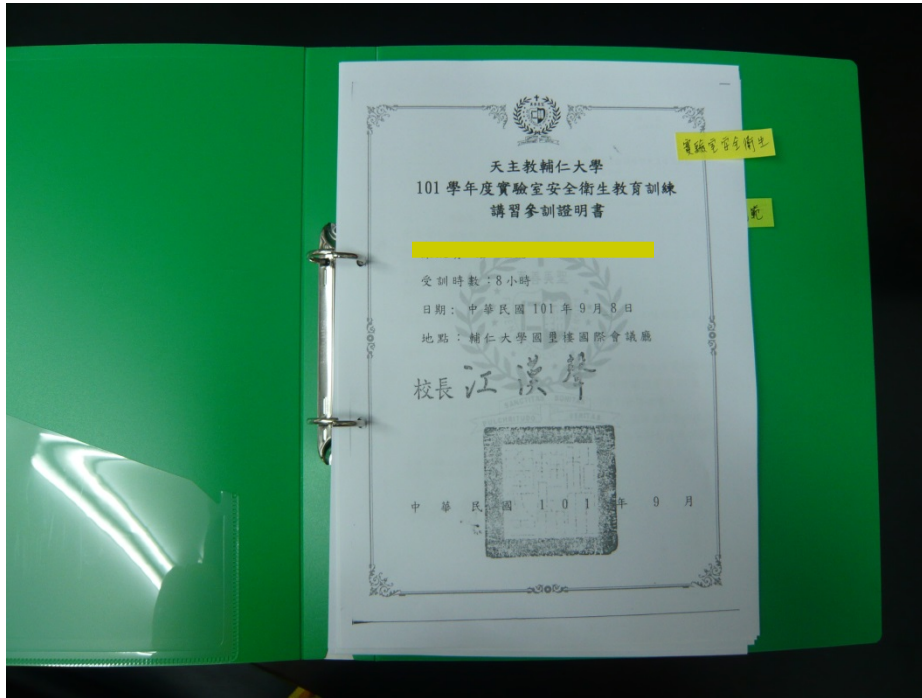 天主教輔仁大學
101 學年度實驗室安全衛生教育訓練
講習參訓證明書
實驗室安全衛生
範
受訓時數：8小時
日期：中華民國 101 年 9 月 8 日
地點：輔仁大學國璽樓國際會議廳
校長 江漢聲
中華民國 101 年 9 月